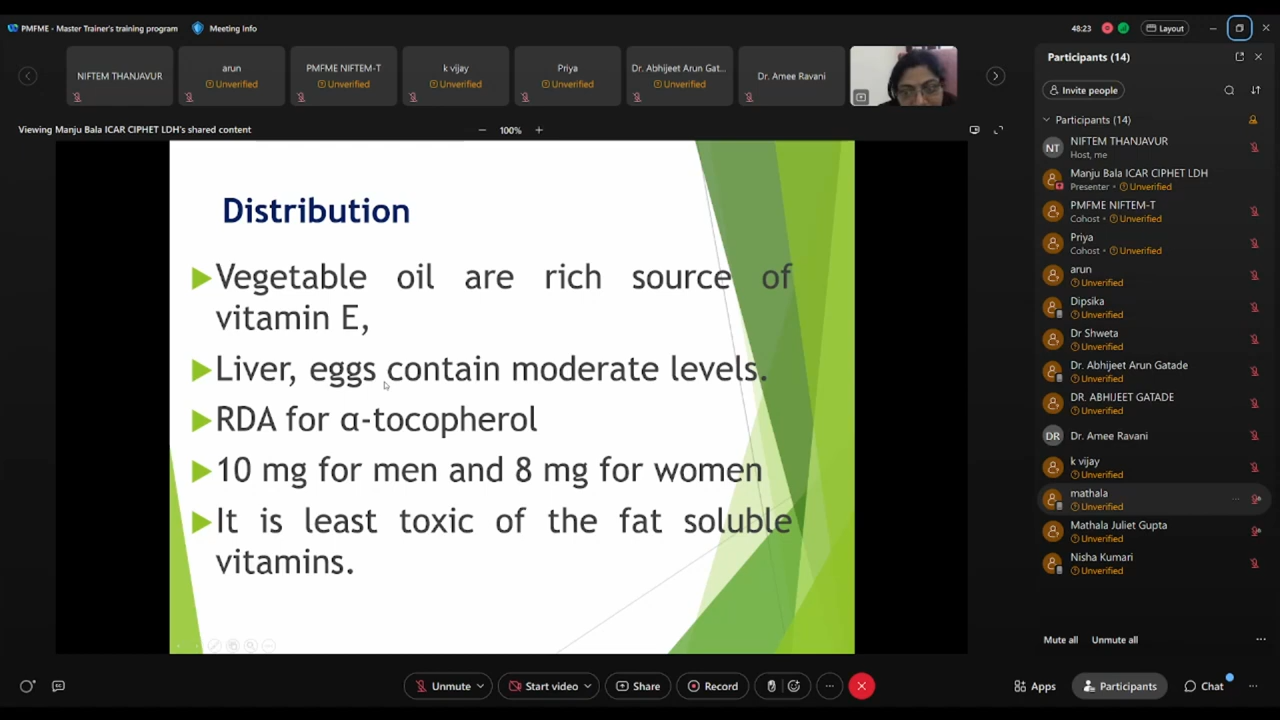 PMFME - Master Trainer's training program
Meeting Info
48:23
Layout
NIFTEM THANJAVUR
arun
Unverified
PMFME NIFTEM-T
Unverified
k vijay
Unverified
Priya
Unverified
Dr. Abhijeet Arun Gat...
Unverified
Dr. Amee Ravani
Viewing Manju Bala ICAR CIPHET LDH's shared content
100%
Distribution
Vegetable oil are rich source of
vitamin E,
Liver, eggs contain moderate levels.
RDA for α-tocopherol
10 mg for men and 8 mg for women
It is least toxic of the fat soluble
vitamins.
Participants (14)
Invite people
Participants (14)
NT
NIFTEM THANJAVUR
Host, me
Manju Bala ICAR CIPHET LDH
Presenter • Unverified
PMFME NIFTEM-T
Cohost • Unverified
Priya
Cohost • Unverified
arun
Unverified
Dipsika
Unverified
Dr Shweta
Unverified
Dr. Abhijeet Arun Gatade
Unverified
DR. ABHIJEET GATADE
Unverified
DR
Dr. Amee Ravani
k vijay
Unverified
mathala
Unverified
Mathala Juliet Gupta
Unverified
Nisha Kumari
Unverified
Mute all
Unmute all
Unmute
Start video
Share
Record
Apps
Participants
Chat